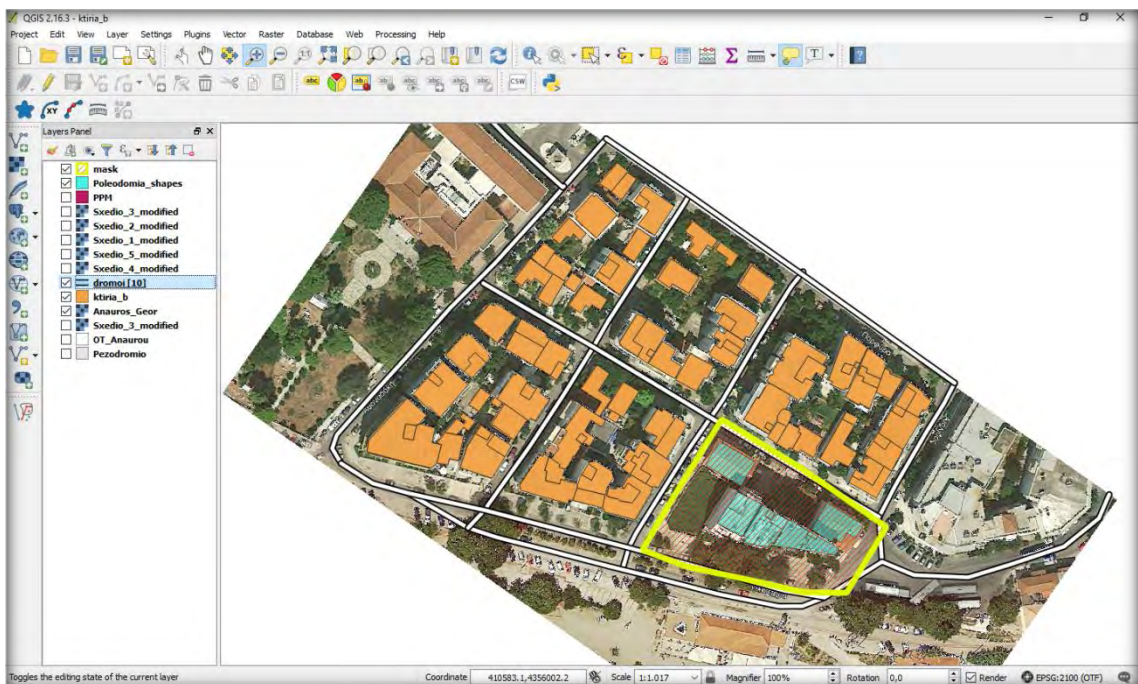 QGIS 2.16.3 - ktiria_b
Project Edit View Layer Settings Plugins Vector Raster Database Web Processing Help
CSW
Layers Panel
mask
Poleodomia_shapes
PPM
Sxedio_3_modified
Sxedio_2_modified
Sxedio_1_modified
Sxedio_5_modified
Sxedio_4_modified
dromoi [10]
ktiria_b
Anauros_Geor
Sxedio_3_modified
OT_Anaurou
Pezodromio
Toggles the editing state of the current layer
Coordinate 410583.1,4356002.2 Scale 1:1.017 Magnifier 100% Rotation 0,0 Render EPSG:2100 (OTF)